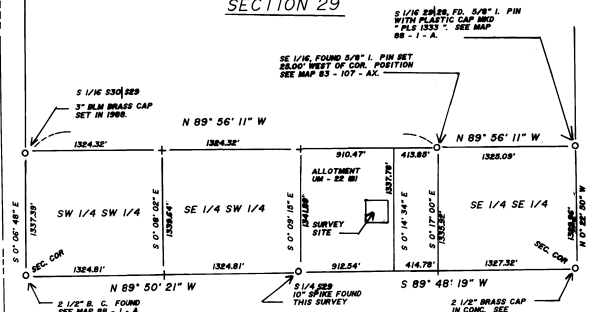 SECTION 29
S 1/16 29|28, FD. 5/8" I. PIN
WITH PLASTIC CAP MKD
" PLS 1333 ". SEE MAP
88 - 1 - A.
SE 1/16, FOUND 5/8" I. PIN SET
25.00' WEST OF COR. POSITION
SEE MAP 83 - 107 - AX.
S 1/16 S30|S29
3" BLM BRASS CAP
SET IN 1988.
N 89° 56' 11" W
N 89° 56' 11" W
1324.32'
1324.32'
910.47'
413.85'
1325.09'
S 0° 06' 48" E
1337.39'
SW 1/4 SW 1/4
S 0° 08' 02" E
1339.64'
SE 1/4 SW 1/4
S 0° 09' 15" E
ALLOTMENT
UM - 22 (B)
1337.78'
SURVEY
SITE
S 0° 14' 34" E
S 0° 17' 00" E
1335.92'
SE 1/4 SE 1/4
N 0° 22' 50" W
SEC. COR
SEC. COR
1324.81'
1324.81'
912.54'
414.78'
1327.32'
N 89° 50' 21" W
S 89° 48' 19" W
2 1/2" B. C. FOUND
SEE MAP 88 - 1 - A
S 1/4 S29
10" SPIKE FOUND
THIS SURVEY
2 1/2" BRASS CAP
IN CONC. SEE